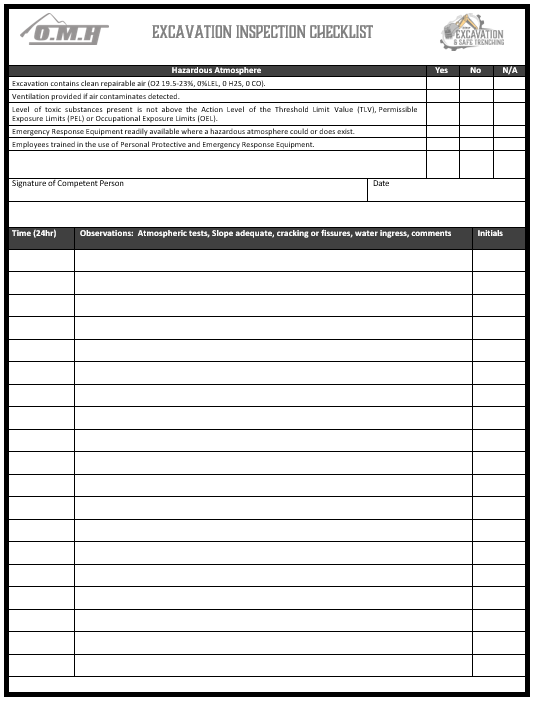 O.M.H
EXCAVATION INSPECTION CHECKLIST
EXCAVATION
& SAFE TRENCHING
Hazardous Atmosphere Yes No N/A
Excavation contains clean repairable air (O2 19.5-23%, 0%LEL, 0 H2S, 0 CO).
Ventilation provided if air contaminates detected.
Level of toxic substances present is not above the Action Level of the Threshold Limit Value (TLV), Permissible
Exposure Limits (PEL) or Occupational Exposure Limits (OEL).
Emergency Response Equipment readily available where a hazardous atmosphere could or does exist.
Employees trained in the use of Personal Protective and Emergency Response Equipment.
Signature of Competent Person Date
Time (24hr) Observations: Atmospheric tests, Slope adequate, cracking or fissures, water ingress, comments Initials